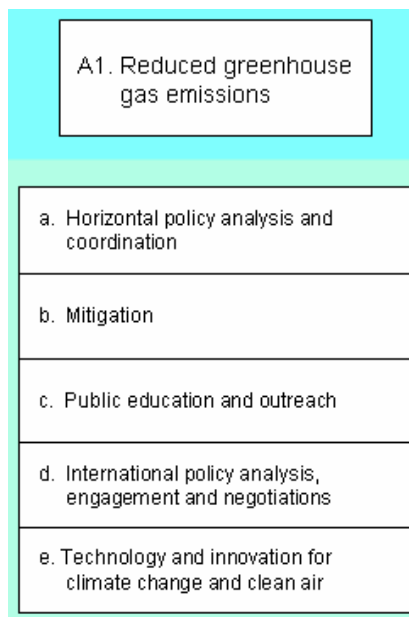 A1. Reduced greenhouse
gas emissions
a. Horizontal policy analysis and
coordination
b. Mitigation
c. Public education and outreach
d. International policy analysis,
engagement and negotiations
e. Technology and innovation for
climate change and clean air